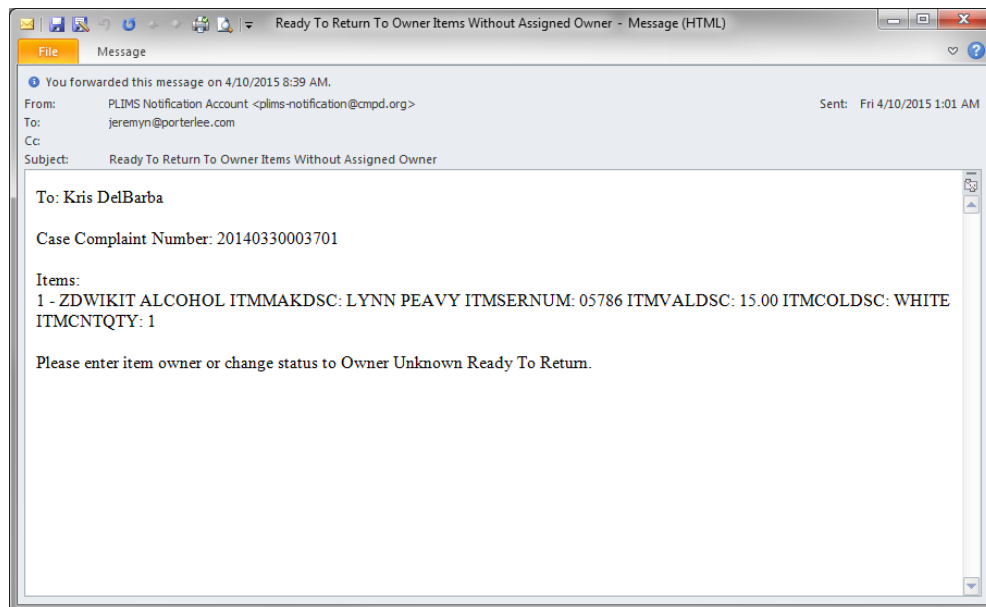 Ready To Return To Owner Items Without Assigned Owner - Message (HTML)
File Message
You forwarded this message on 4/10/2015 8:39 AM.
From: PLIMS Notification Account <plims-notification@cmpd.org> Sent: Fri 4/10/2015 1:01 AM
To: jeremyn@porterlee.com
Cc:
Subject: Ready To Return To Owner Items Without Assigned Owner
To: Kris DelBarba
Case Complaint Number: 20140330003701
Items:
1 - ZDWIKIT ALCOHOL ITMMAKDSC: LYNN PEAVY ITMSERNUM: 05786 ITMVALDSC: 15.00 ITMCOLDSC: WHITE
ITMCNTQTY: 1
Please enter item owner or change status to Owner Unknown Ready To Return.